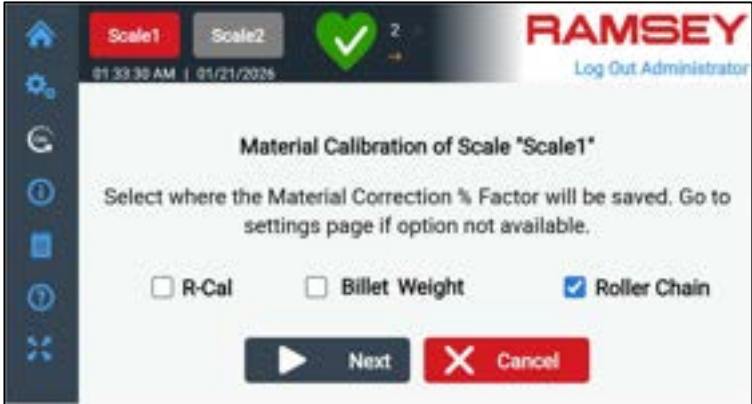 Scale1 Scale2 2 RAMSEY
01:33:30 AM | 01/21/2026 Log Out Administrator
Material Calibration of Scale "Scale1"
Select where the Material Correction % Factor will be saved. Go to
settings page if option not available.
R-Cal Billet Weight Roller Chain
Next Cancel